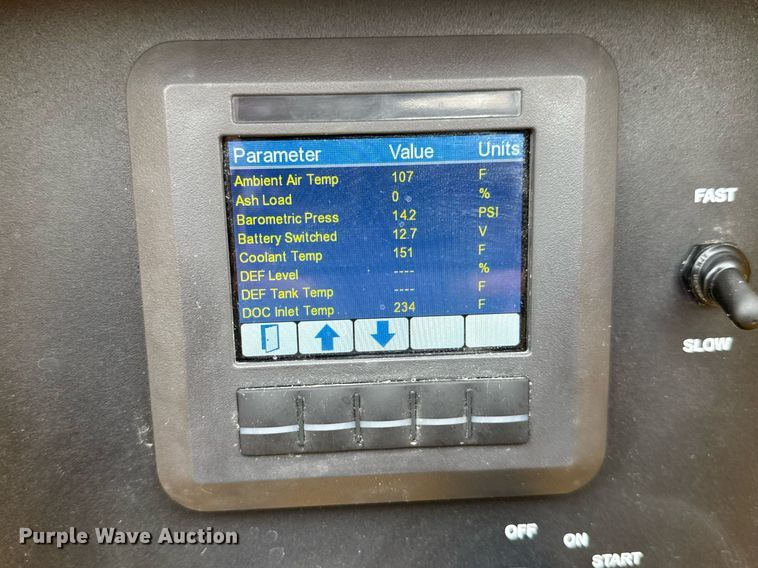 Parameter Value Units
Ambient Air Temp 107 F
Ash Load 0 %
Barometric Press 14.2 PSI
Battery Switched 12.7 V
Coolant Temp 151 F
DEF Level ---- %
DEF Tank Temp ---- F
DOC Inlet Temp 234 F
FAST
SLOW
OFF ON START
Purple Wave Auction